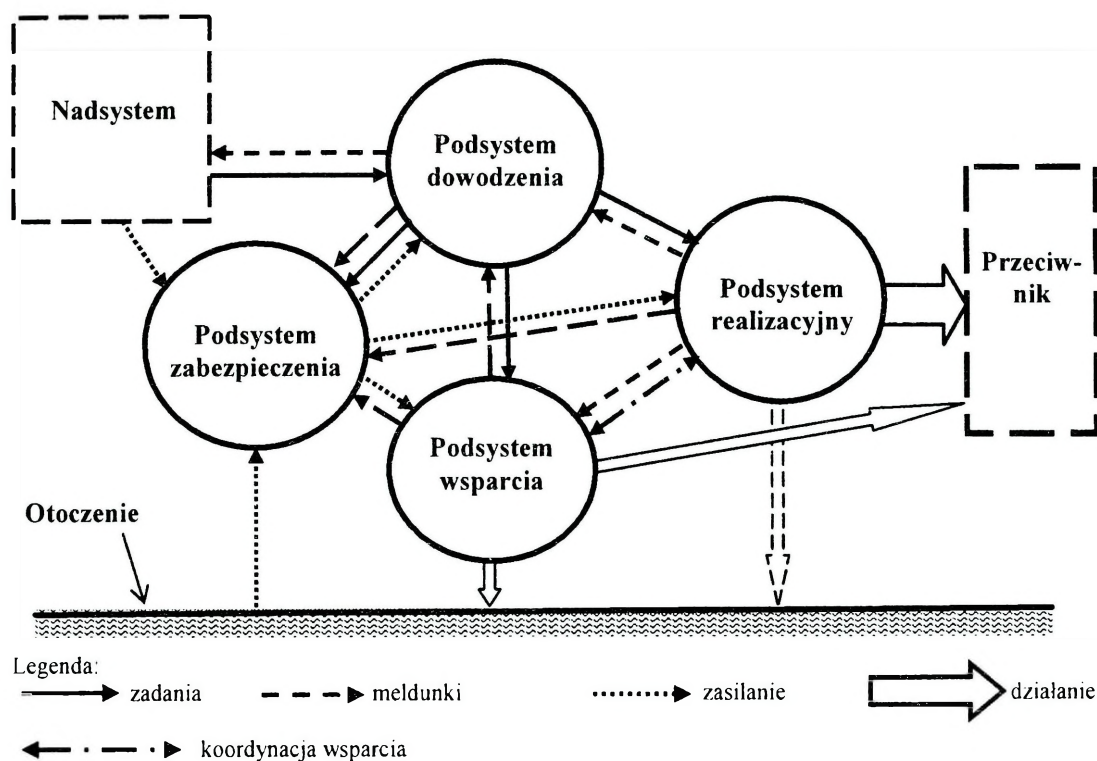 Nadsystem
Podsystem
dowodzenia
Podsystem
realizacyjny
Przeciw-
nik
Podsystem
zabezpieczenia
Podsystem
wsparcia
Otoczenie
Legenda:
zadania
meldunki
zasilanie
działanie
koordynacja wsparcia